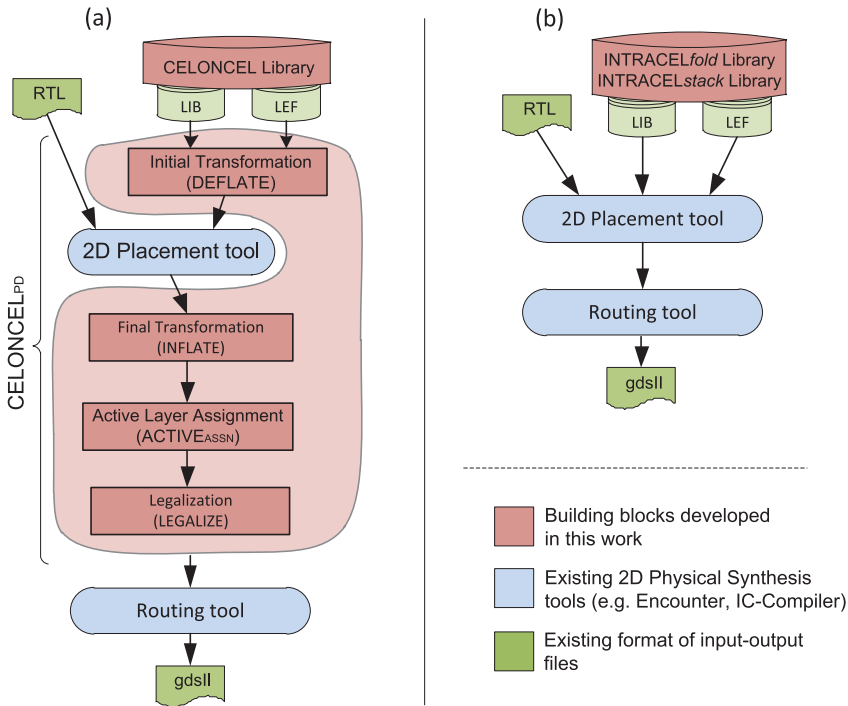 (a)
CELONCEL Library
RTL
LIB
LEF
Initial Transformation
(DEFLATE)
2D Placement tool
Final Transformation
(INFLATE)
Active Layer Assignment
(ACTIVEASSN)
Legalization
(LEGALIZE)
CELONCELPD
Routing tool
gdsII
(b)
INTRACELfold Library
INTRACELstack Library
RTL
LIB
LEF
2D Placement tool
Routing tool
gdsII
Building blocks developed
in this work
Existing 2D Physical Synthesis
tools (e.g. Encounter, IC-Compiler)
Existing format of input-output
files